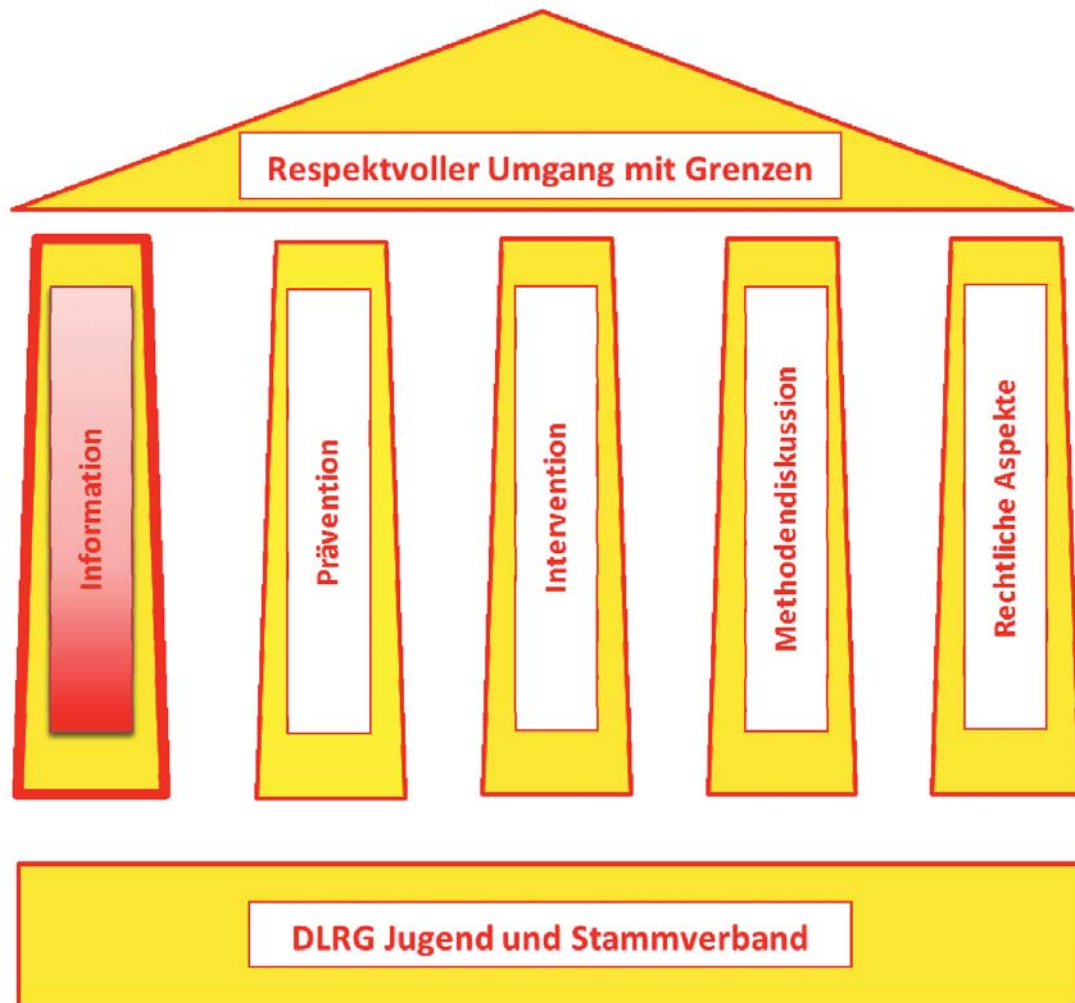 Respektvoller Umgang mit Grenzen
Information
Prävention
Intervention
Methodendiskussion
Rechtliche Aspekte
DLRG Jugend und Stammverband